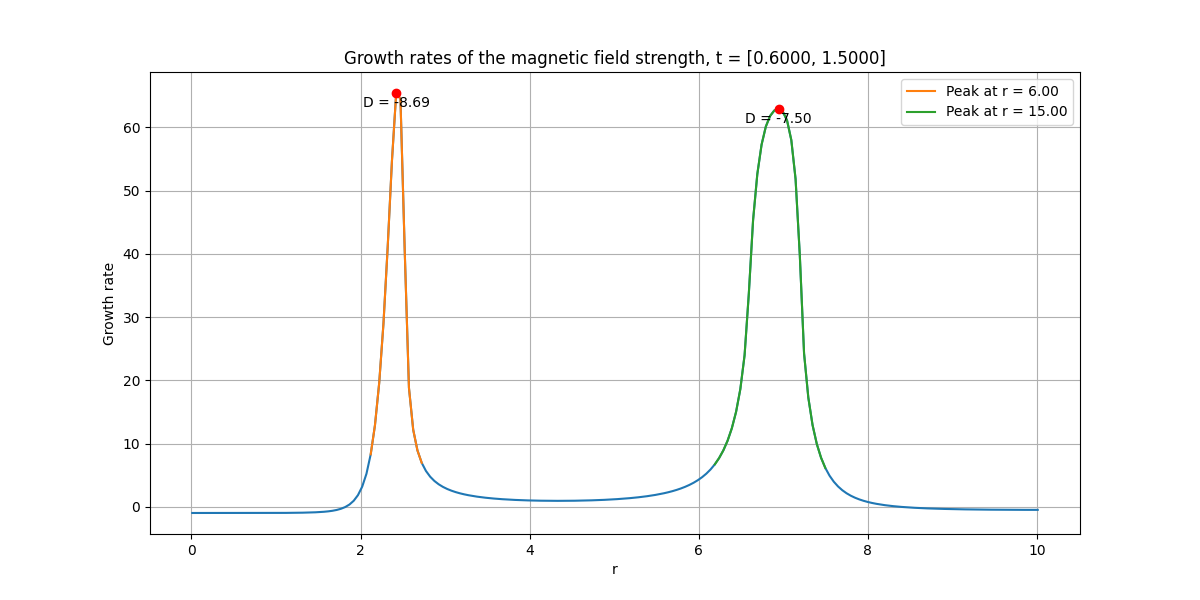 Growth rates of the magnetic field strength, t = [0.6000, 1.5000]
Peak at r = 6.00
Peak at r = 15.00
D = -8.69
D = -7.50
60
50
40
30
20
10
0
Growth rate
0 2 4 6 8 10
r